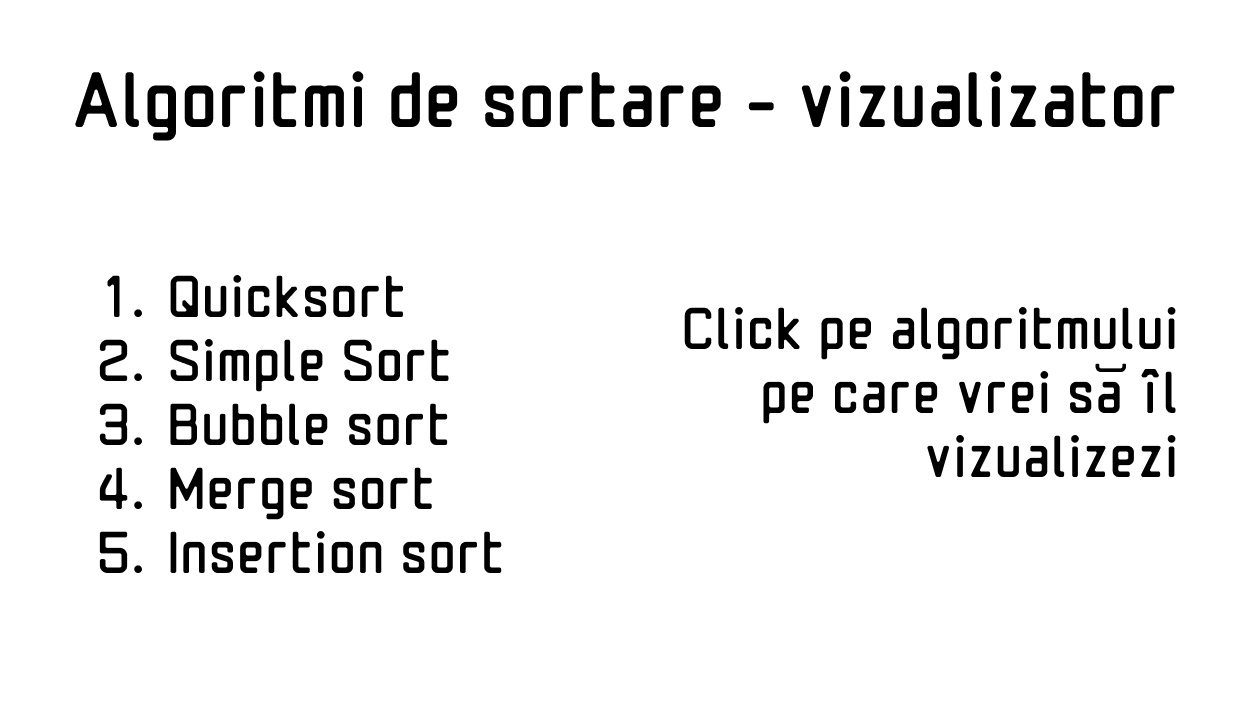 Algoritmi de sortare - vizualizator
1. Quicksort
2. Simple Sort
3. Bubble sort
4. Merge sort
5. Insertion sort
Click pe algoritmului
pe care vrei să îl
vizualizezi